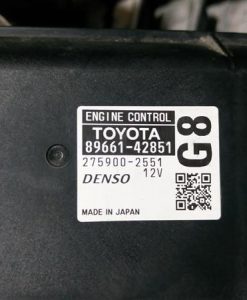 ENGINE CONTROL
TOYOTA
89661-42851
275900-2551
DENSO 12V
G8
MADE IN JAPAN